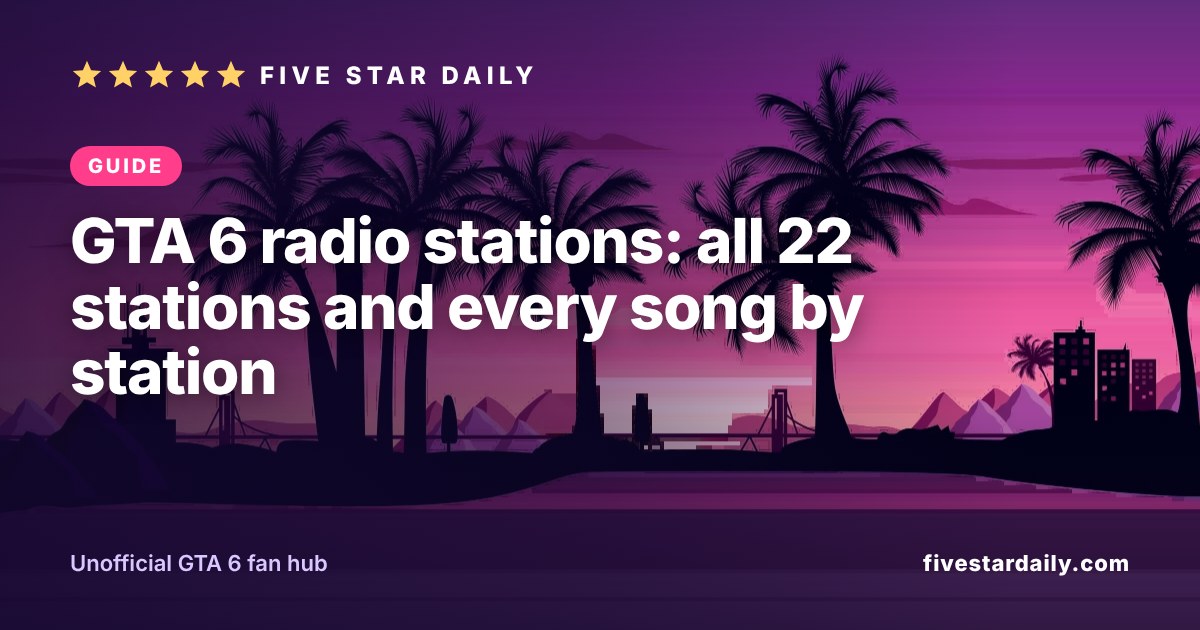 FIVE STAR DAILY
GUIDE
GTA 6 radio stations: all 22
stations and every song by
station
Unofficial GTA 6 fan hub
fivestardaily.com